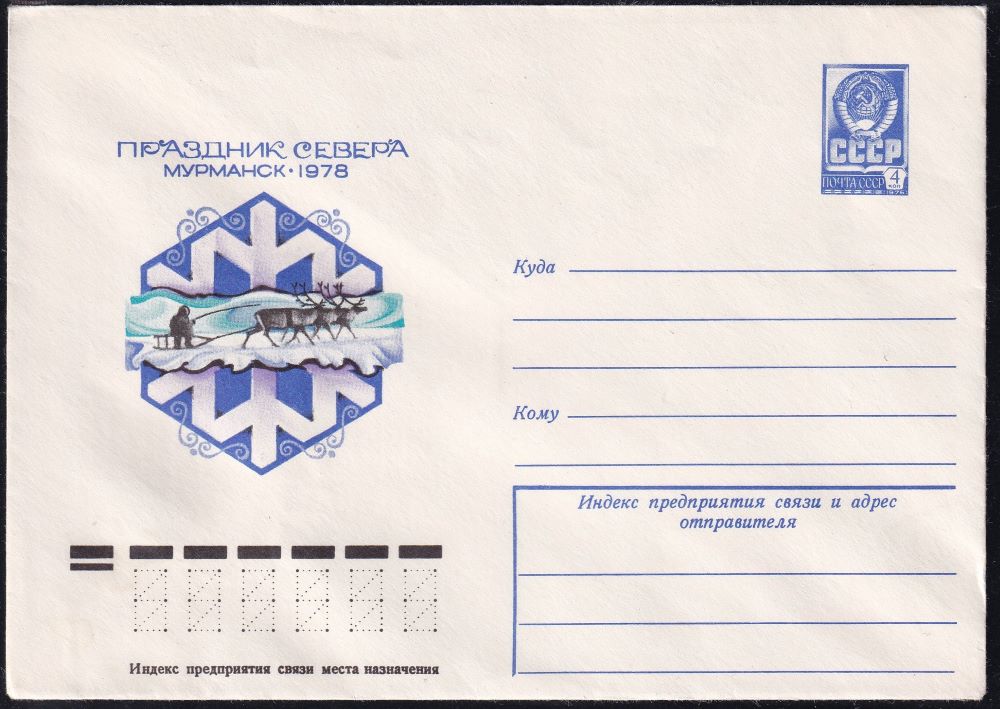 ПРАЗДНИК СЕВЕРА
МУРМАНСК · 1978
СССР
ПОЧТА СССР 4 КОП
1976
Куда
Кому
Индекс предприятия связи и адрес
отправителя
Индекс предприятия связи места назначения